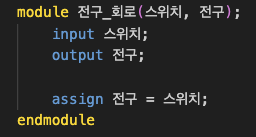 module 전구_회로(스위치, 전구);
input 스위치;
output 전구;
assign 전구 = 스위치;
endmodule